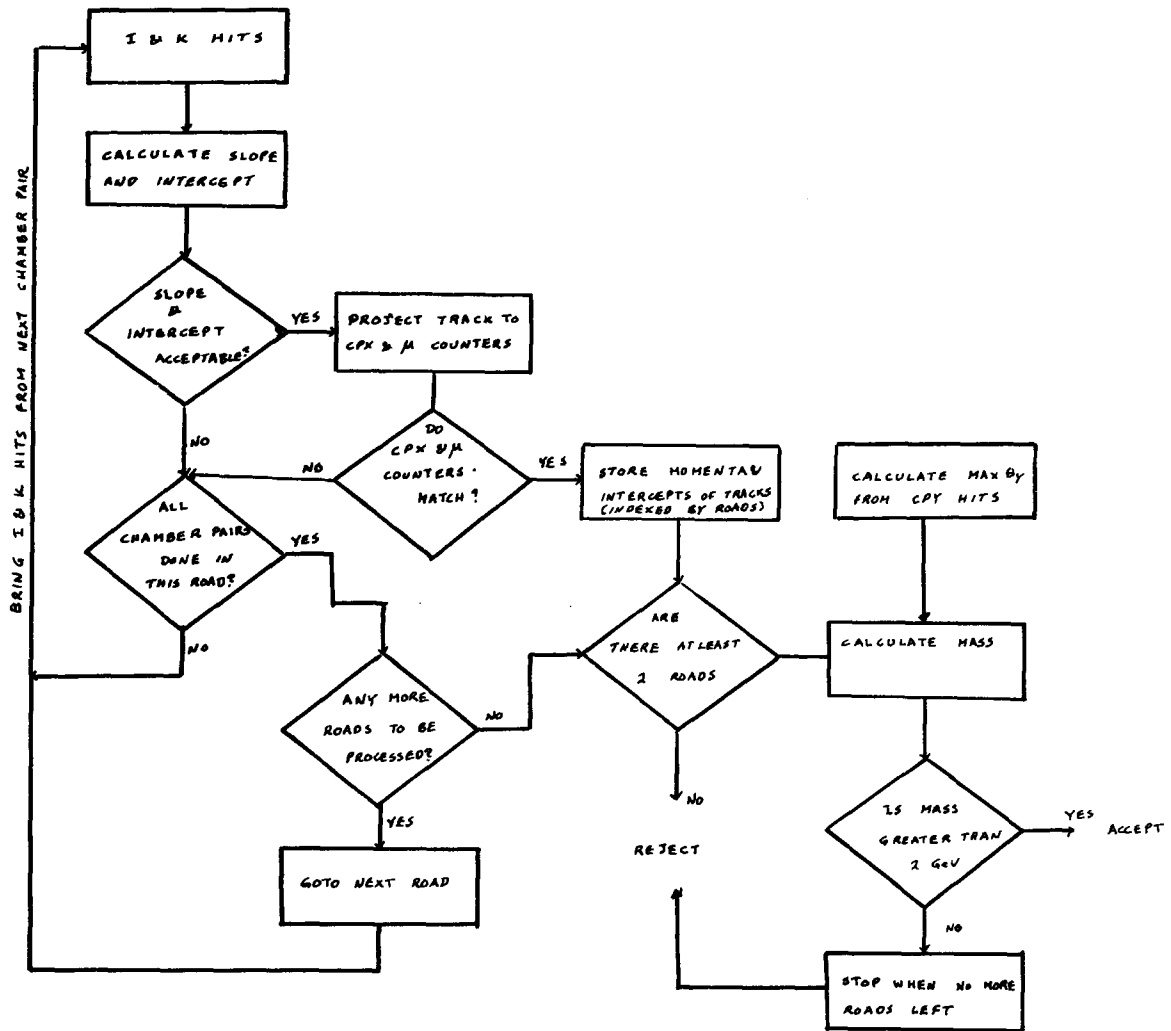 I & K HITS
CALCULATE SLOPE
AND INTERCEPT
SLOPE
&
INTERCEPT
ACCEPTABLE?
YES
PROJECT TRACK TO
CPX & μ COUNTERS
NO
DO
CPX & μ
COUNTERS
MATCH?
NO
YES
STORE MOMENTA &
INTERCEPTS OF TRACKS
(INDEXED BY ROADS)
CALCULATE MAX θy
FROM CPY HITS
ALL
CHAMBER PAIRS
DONE IN
THIS ROAD?
YES
NO
BRING I & K HITS FROM NEXT CHAMBER PAIR
ARE
THERE AT LEAST
2 ROADS
CALCULATE MASS
ANY MORE
ROADS TO BE
PROCESSED?
NO
YES
GOTO NEXT ROAD
NO
REJECT
IS MASS
GREATER THAN
2 GeV
YES
ACCEPT
NO
STOP WHEN NO MORE
ROADS LEFT